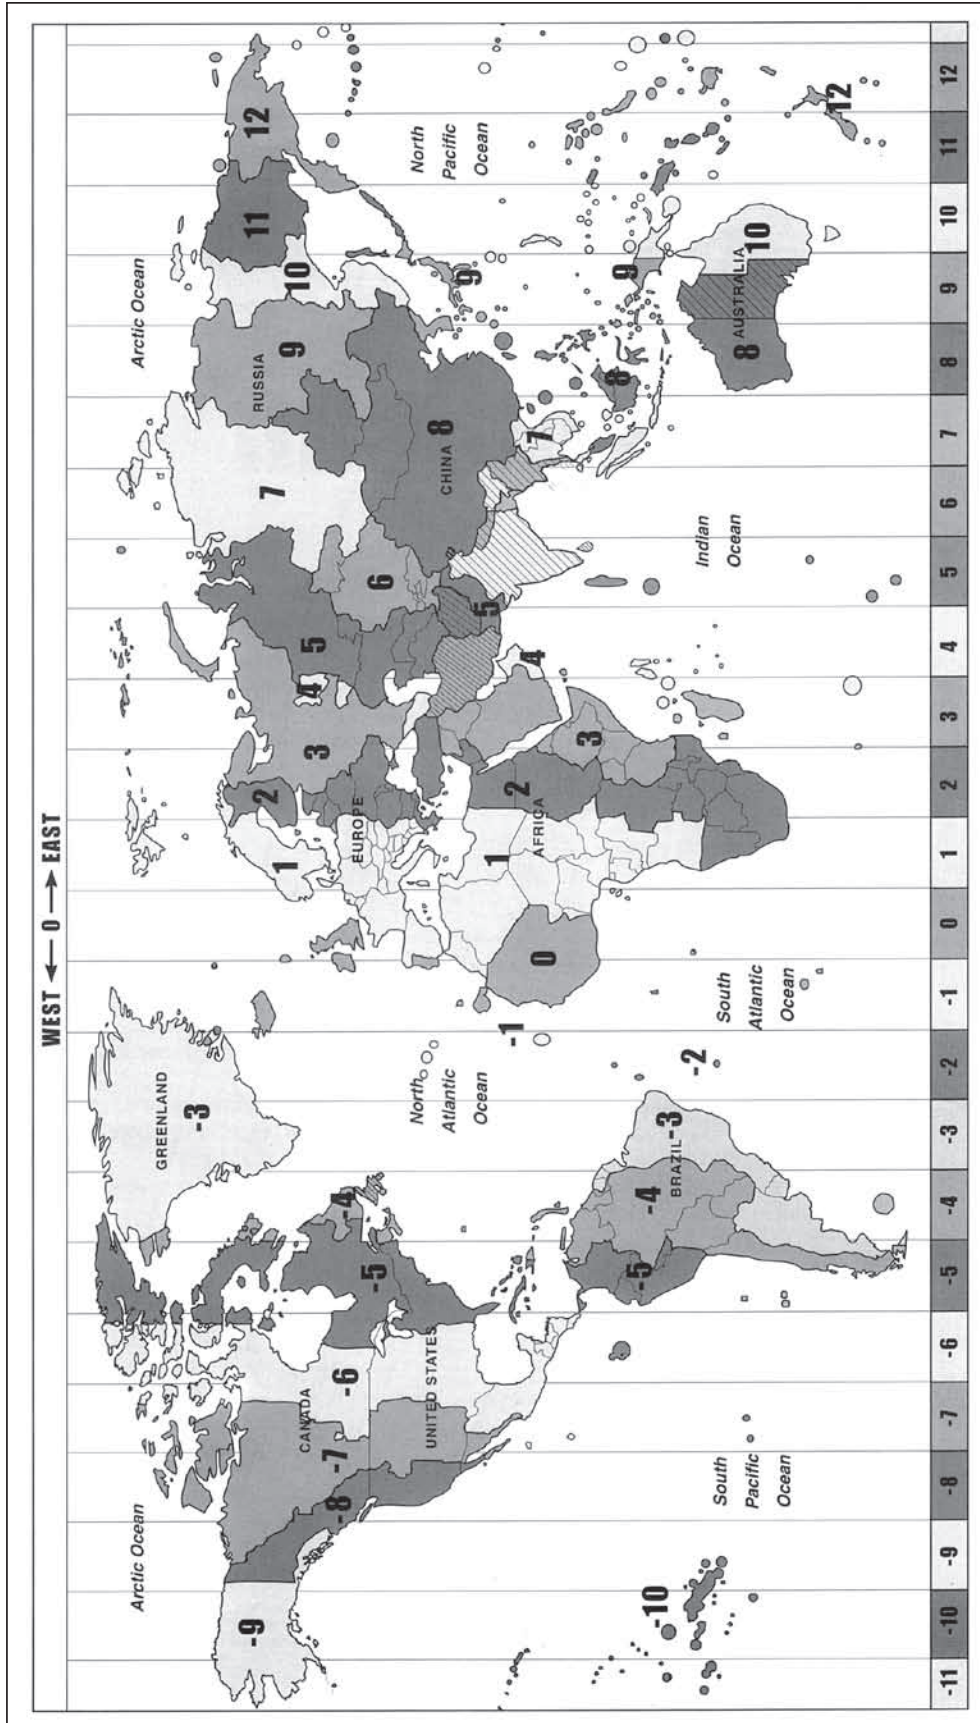 WEST ← 0 → EAST
Arctic Ocean
Arctic Ocean
GREENLAND
-3
-9
12
11
RUSSIA
2
7
1
9
10
CANADA
4
5
3
-7
-8
-4
-6
EUROPE
-5
6
North
Atlantic
Ocean
North
Pacific
Ocean
UNITED STATES
CHINA
8
9
5
1
-1
2
4
AFRICA
7
0
3
8
9
-5
-4
-10
-3
BRAZIL
-2
South
Pacific
Ocean
South
Atlantic
Ocean
Indian
Ocean
AUSTRALIA
8
10
12
-11 -10 -9 -8 -7 -6 -5 -4 -3 -2 -1 0 1 2 3 4 5 6 7 8 9 10 11 12